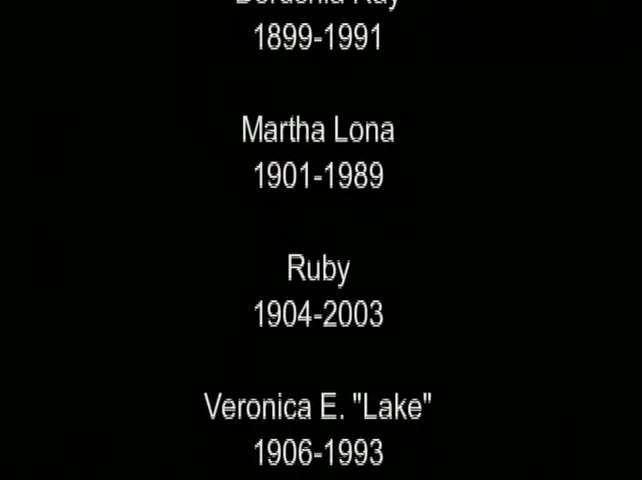 1899-1991
Martha Lona
1901-1989
Ruby
1904-2003
Veronica E. "Lake"
1906-1993